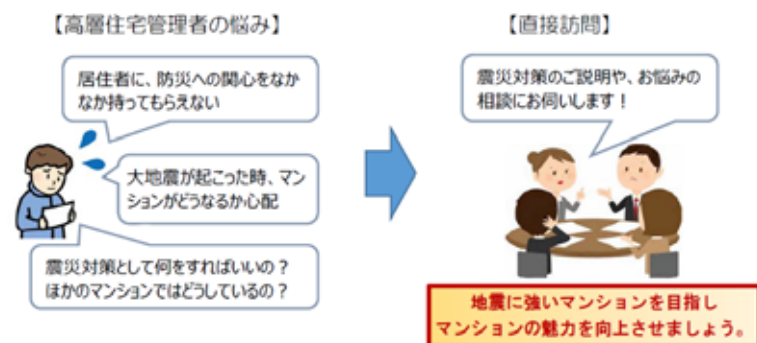 【高層住宅管理者の悩み】
居住者に、防災への関心をなか
なか持ってもらえない
大地震が起こった時、マン
ションがどうなるか心配
震災対策として何をすればいいの？
ほかのマンションではどうしているの？
【直接訪問】
震災対策のご説明や、お悩みの
相談にお伺いします！
地震に強いマンションを目指し
マンションの魅力を向上させましょう。